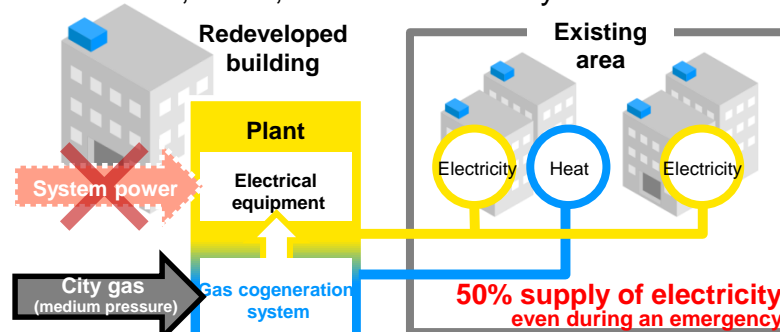 Redeveloped
building
Existing
area
Plant
Electricity
Heat
Electricity
System power
Electrical
equipment
City gas
(medium pressure)
Gas cogeneration
system
50% supply of electricity
even during an emergency